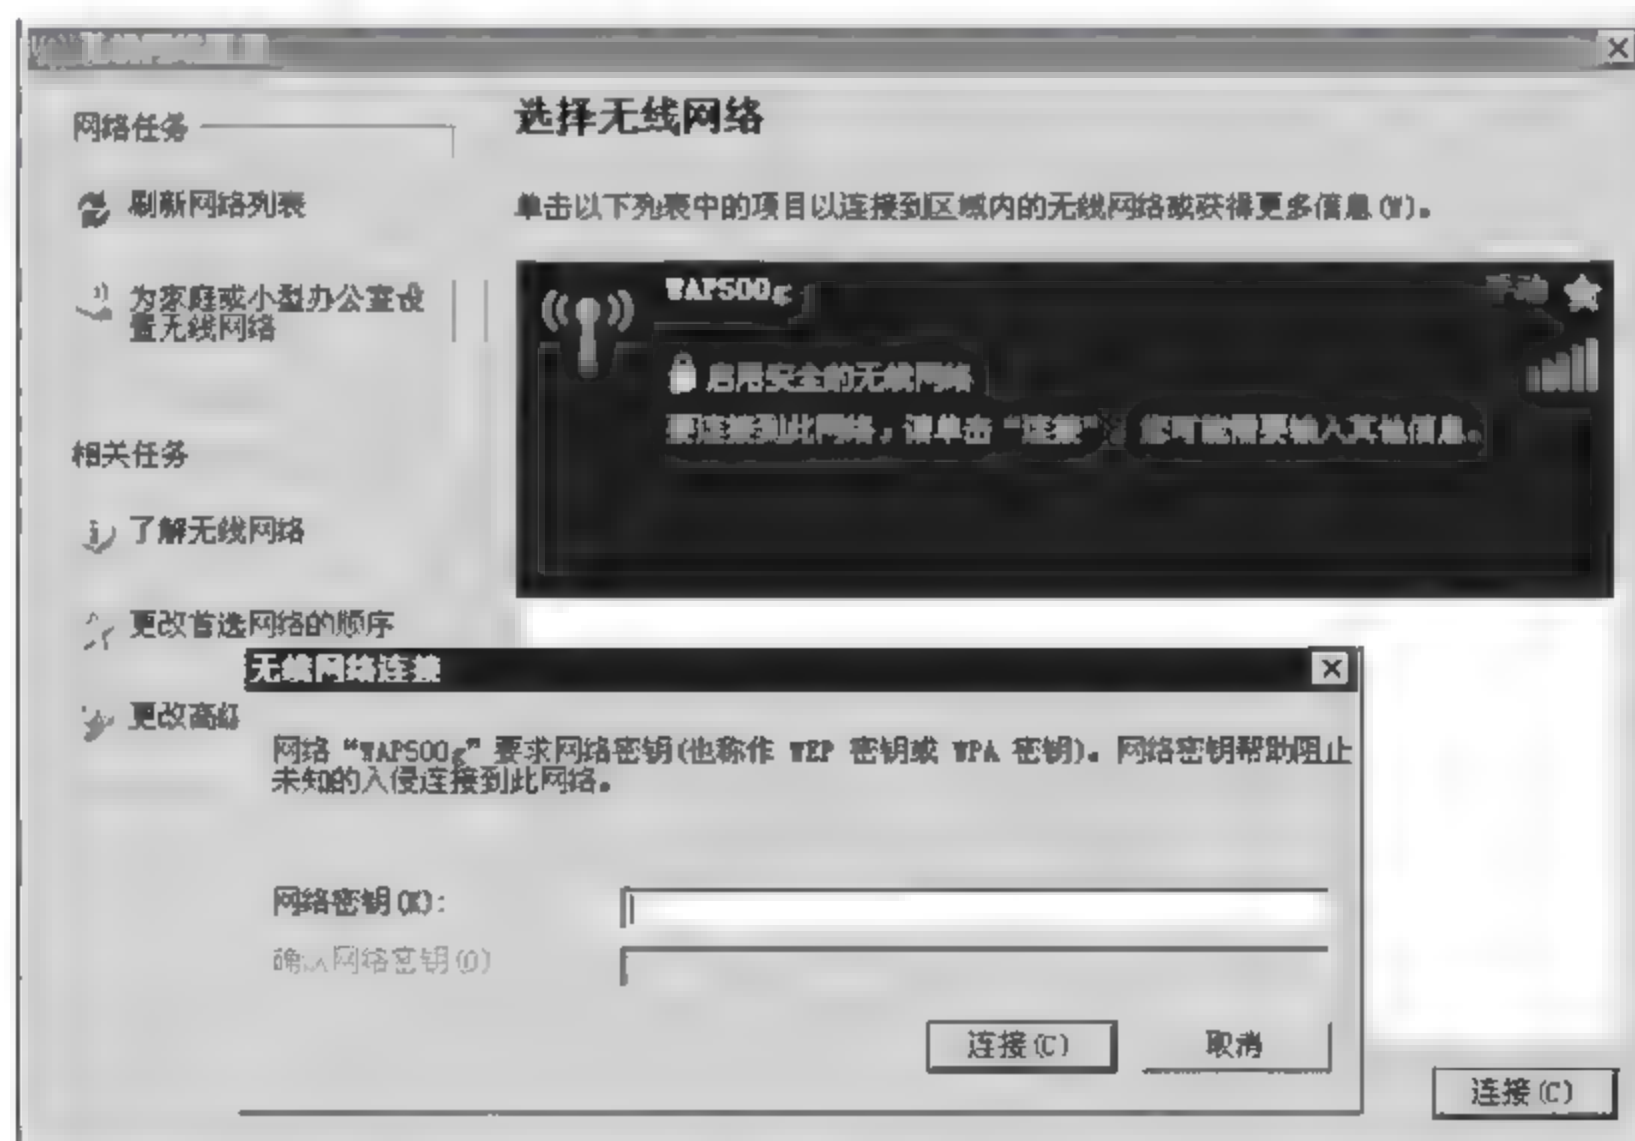 网络任务
刷新网络列表
为家庭或小型办公室设
置无线网络
相关任务
了解无线网络
更改首选网络的顺序
更改高级
选择无线网络
单击以下列表中的项目以连接到区域内的无线网络或获得更多信息(W)。
WAP500g
手动
启用安全的无线网络
要连接到此网络,请单击“连接”。您可能需要输入其他信息。
无线网络连接
网络“WAP500g”要求网络密钥(也称作 WEP 密钥或 WPA 密钥)。网络密钥帮助阻止
未知的入侵连接到此网络。
网络密钥(K):
确认网络密钥(O)
连接(C)
取消
连接(C)